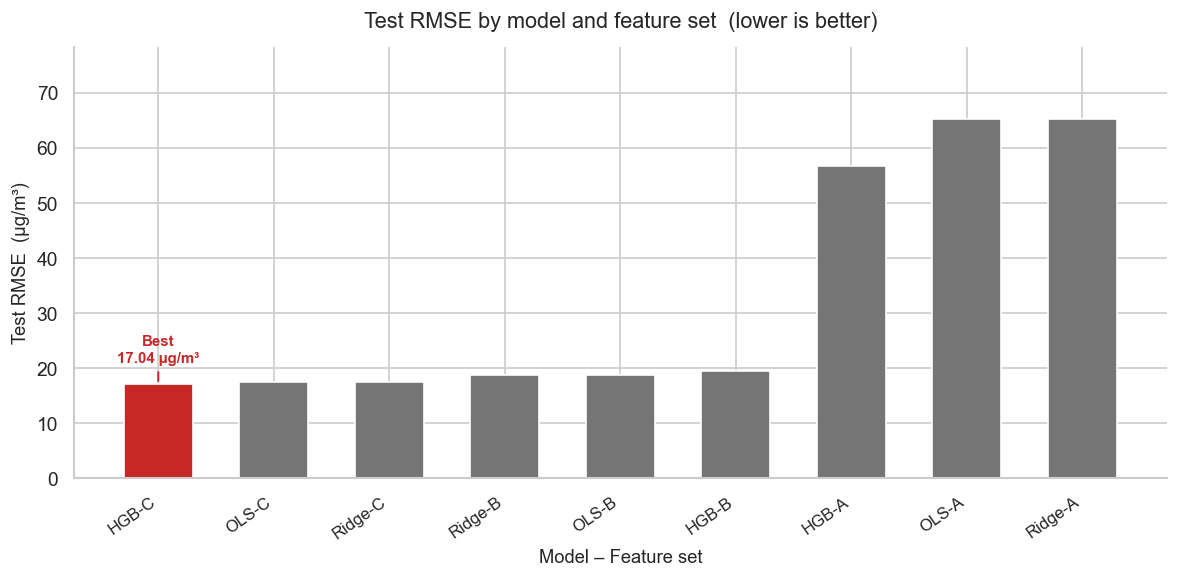 Test RMSE by model and feature set  (lower is better)
Test RMSE  (µg/m³)
70
60
50
40
30
20
10
0
Best
17.04 µg/m³
HGB-C
OLS-C
Ridge-C
Ridge-B
OLS-B
HGB-B
HGB-A
OLS-A
Ridge-A
Model – Feature set